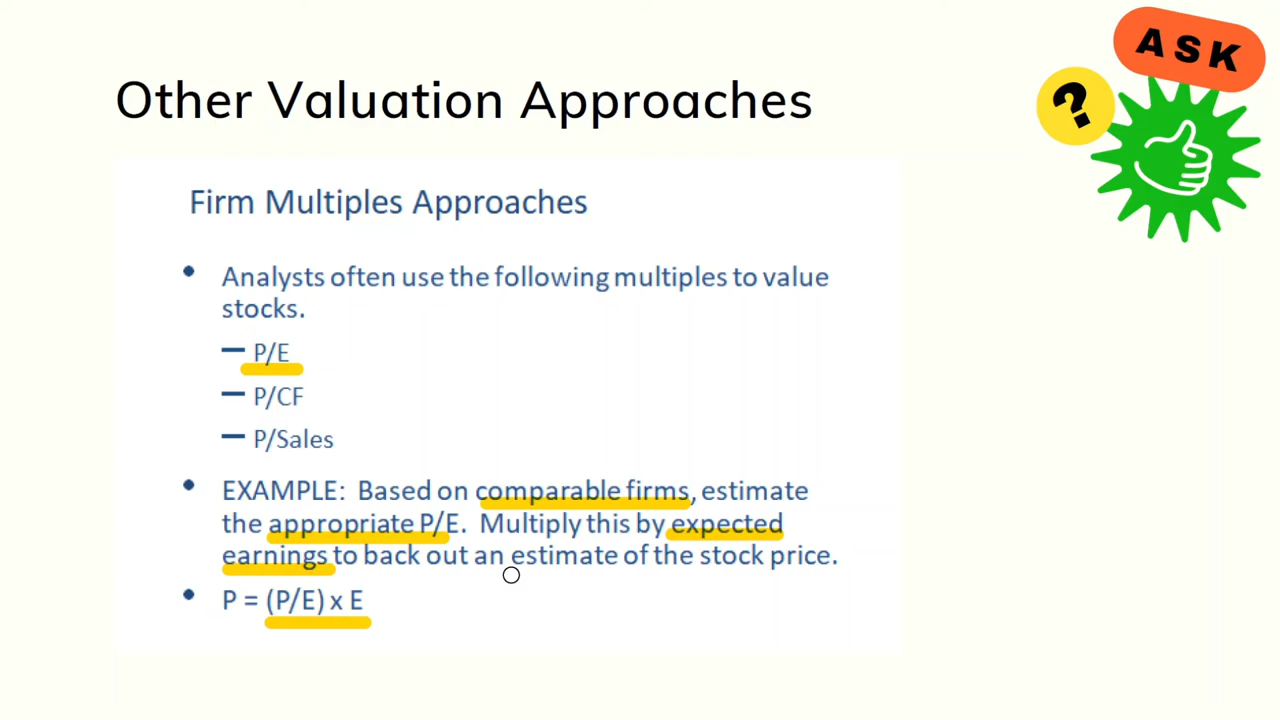 Other Valuation Approaches
ASK
?
Firm Multiples Approaches
• Analysts often use the following multiples to value
stocks.
– P/E
– P/CF
– P/Sales
• EXAMPLE: Based on comparable firms, estimate
the appropriate P/E. Multiply this by expected
earnings to back out an estimate of the stock price.
• P = (P/E) x E